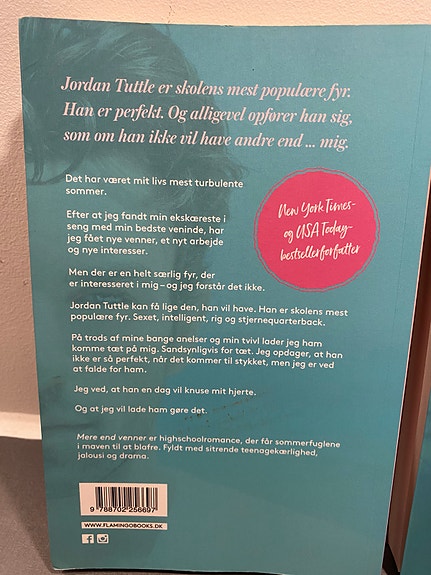 Jordan Tuttle er skolens mest populære fyr.
Han er perfekt. Og alligevel opfører han sig,
som om han ikke vil have andre end ... mig.
Det har været mit livs mest turbulente
sommer.
Efter at jeg fandt min ekskæreste i
seng med min bedste veninde, har
jeg fået nye venner, et nyt arbejde
og nye interesser.
New York Times-
og USA Today-
bestsellerforfatter
Men der er en helt særlig fyr, der
er interesseret i mig – og jeg forstår det ikke.
Jordan Tuttle kan få lige den, han vil have. Han er skolens mest
populære fyr. Sexet, intelligent, rig og stjernequarterback.
På trods af mine bange anelser og min tvivl lader jeg ham
komme tæt på mig. Sandsynligvis for tæt. Jeg opdager, at han
ikke er så perfekt, når det kommer til stykket, men jeg er ved
at falde for ham.
Jeg ved, at han en dag vil knuse mit hjerte.
Og at jeg vil lade ham gøre det.
Mere end venner er highschoolromance, der får sommerfuglene
i maven til at blafre. Fyldt med sitrende teenagekærlighed,
jalousi og drama.
9 788702 256697
WWW.FLAMINGOBOOKS.DK